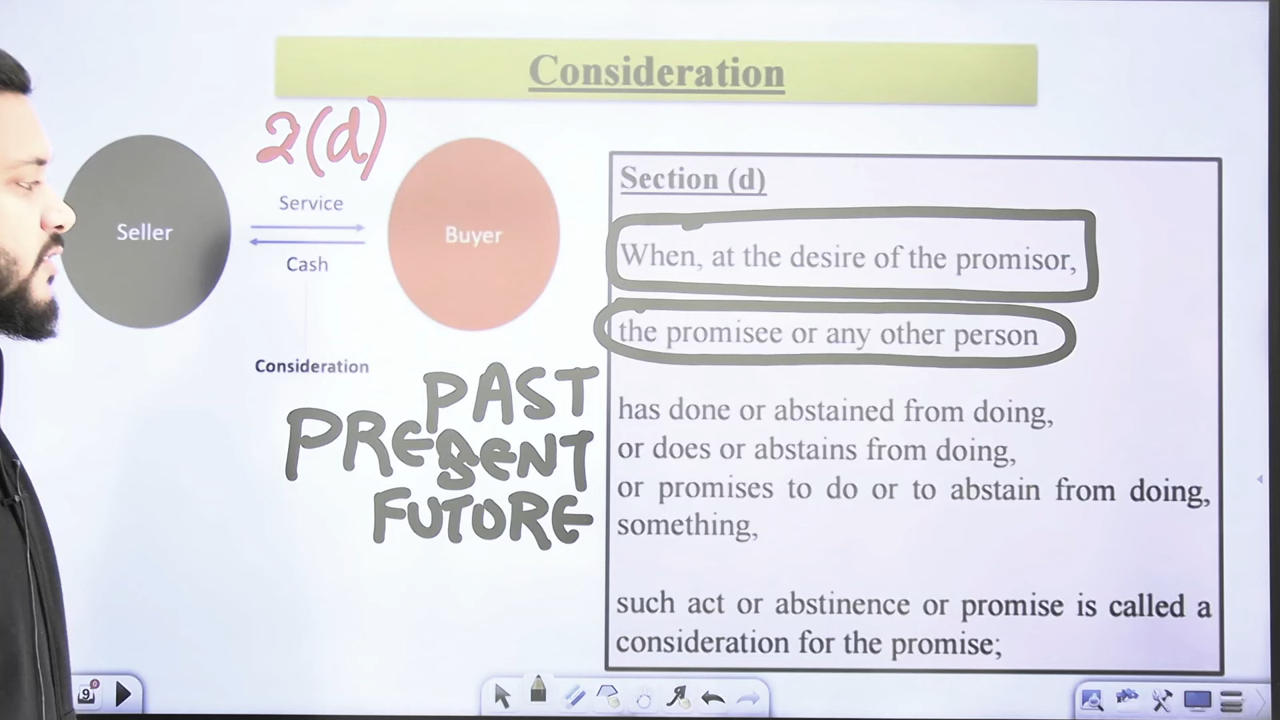 Consideration
2(d)
Seller
Service
Cash
Buyer
Consideration
PAST
PRESENT
FUTURE
Section (d)
When, at the desire of the promisor,
the promisee or any other person
has done or abstained from doing,
or does or abstains from doing,
or promises to do or to abstain from doing,
something,
such act or abstinence or promise is called a
consideration for the promise;
9